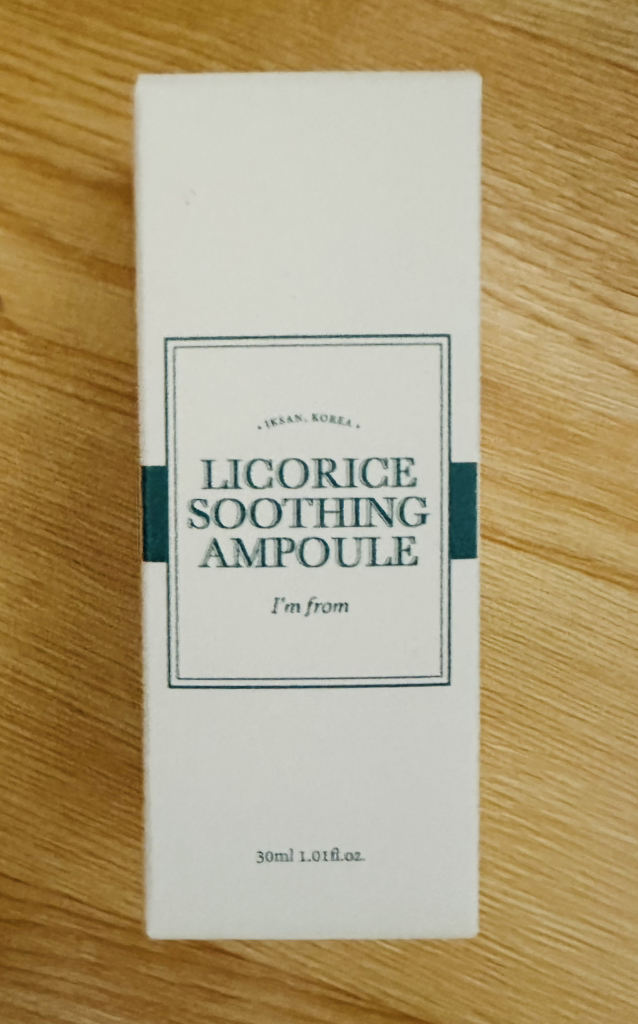 • IKSAN, KOREA •
LICORICE
SOOTHING
AMPOULE
I'm from
30ml 1.01fl.oz.